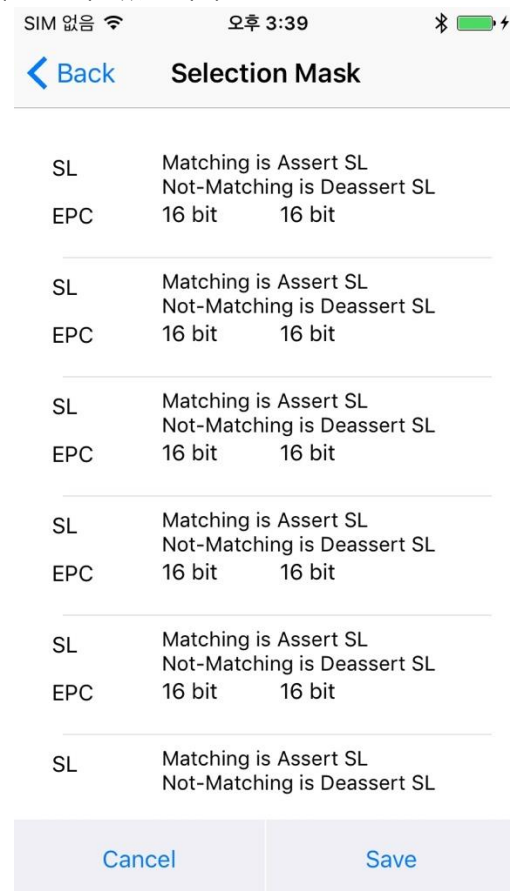 SIM 없음 오후 3:39
Back Selection Mask
SL Matching is Assert SL
Not-Matching is Deassert SL
EPC 16 bit 16 bit
SL Matching is Assert SL
Not-Matching is Deassert SL
EPC 16 bit 16 bit
SL Matching is Assert SL
Not-Matching is Deassert SL
EPC 16 bit 16 bit
SL Matching is Assert SL
Not-Matching is Deassert SL
EPC 16 bit 16 bit
SL Matching is Assert SL
Not-Matching is Deassert SL
EPC 16 bit 16 bit
SL Matching is Assert SL
Not-Matching is Deassert SL
Cancel Save